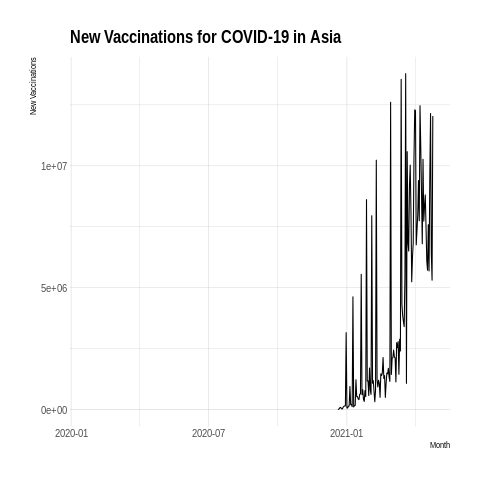 New Vaccinations for COVID-19 in Asia
New Vaccinations
1e+07
5e+06
0e+00
2020-01
2020-07
2021-01
Month